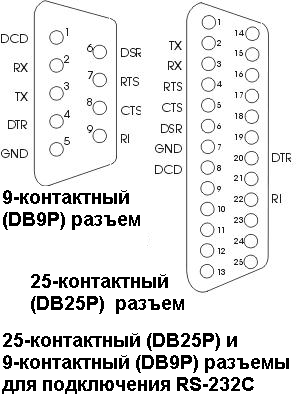 DCD 1
6 DSR
RX 2
7 RTS
TX 3
8 CTS
DTR 4
9 RI
GND 5
9-контактный
(DB9P) разъем
1
14
TX 2
15
RX 3
16
RTS 4
17
CTS 5
18
DSR 6
19
GND 7
20 DTR
DCD 8
21
9
22 RI
10
23
11
24
12
25
13
25-контактный
(DB25P) разъем
25-контактный (DB25P) и
9-контактный (DB9P) разъемы
для подключения RS-232C